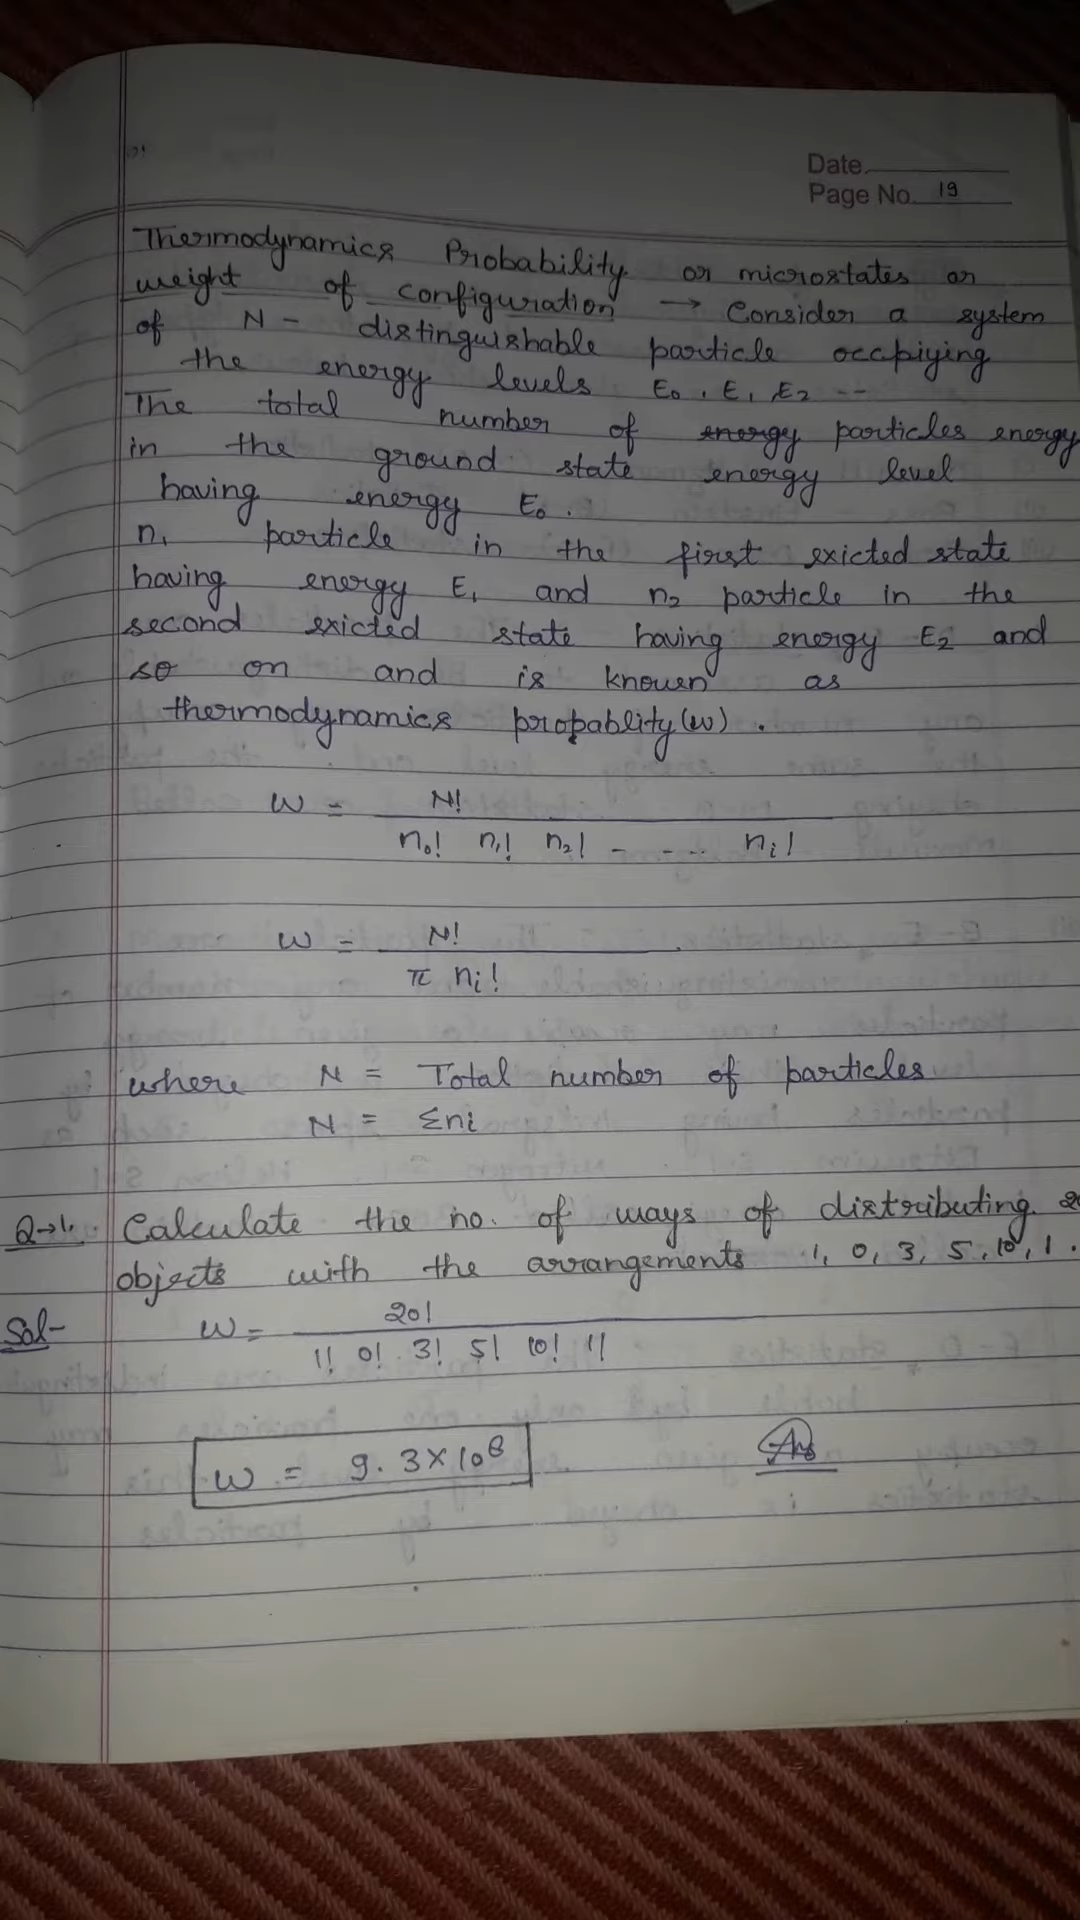 Date.
Page No. 19
Thermodynamics Probability or microstates or
weight of configuration → Consider a system
of N - distinguishable particle occpiying
the energy levels E₀, E₁, E₂ --
The total number of energy particles energy
in the ground state energy level
having energy E₀.
n₁ particle in the first exicted state
having energy E₁ and n₂ particle in the
second exicted state having energy E₂ and
so on and is knowen as
thermodynamics propablity (w).
W = N!
n₀! n₁! n₂! - - --- nᵢ!
W = N!
π nᵢ!
where N = Total number of particles
N = Σni
Q→1. Calculate the no. of ways of distributing
objects with the arrangements 1, 0, 3, 5, 10, 1.
Sol- W = 20!
1! 0! 3! 5! 10! 1!
W = 9.3×10⁸
Ans